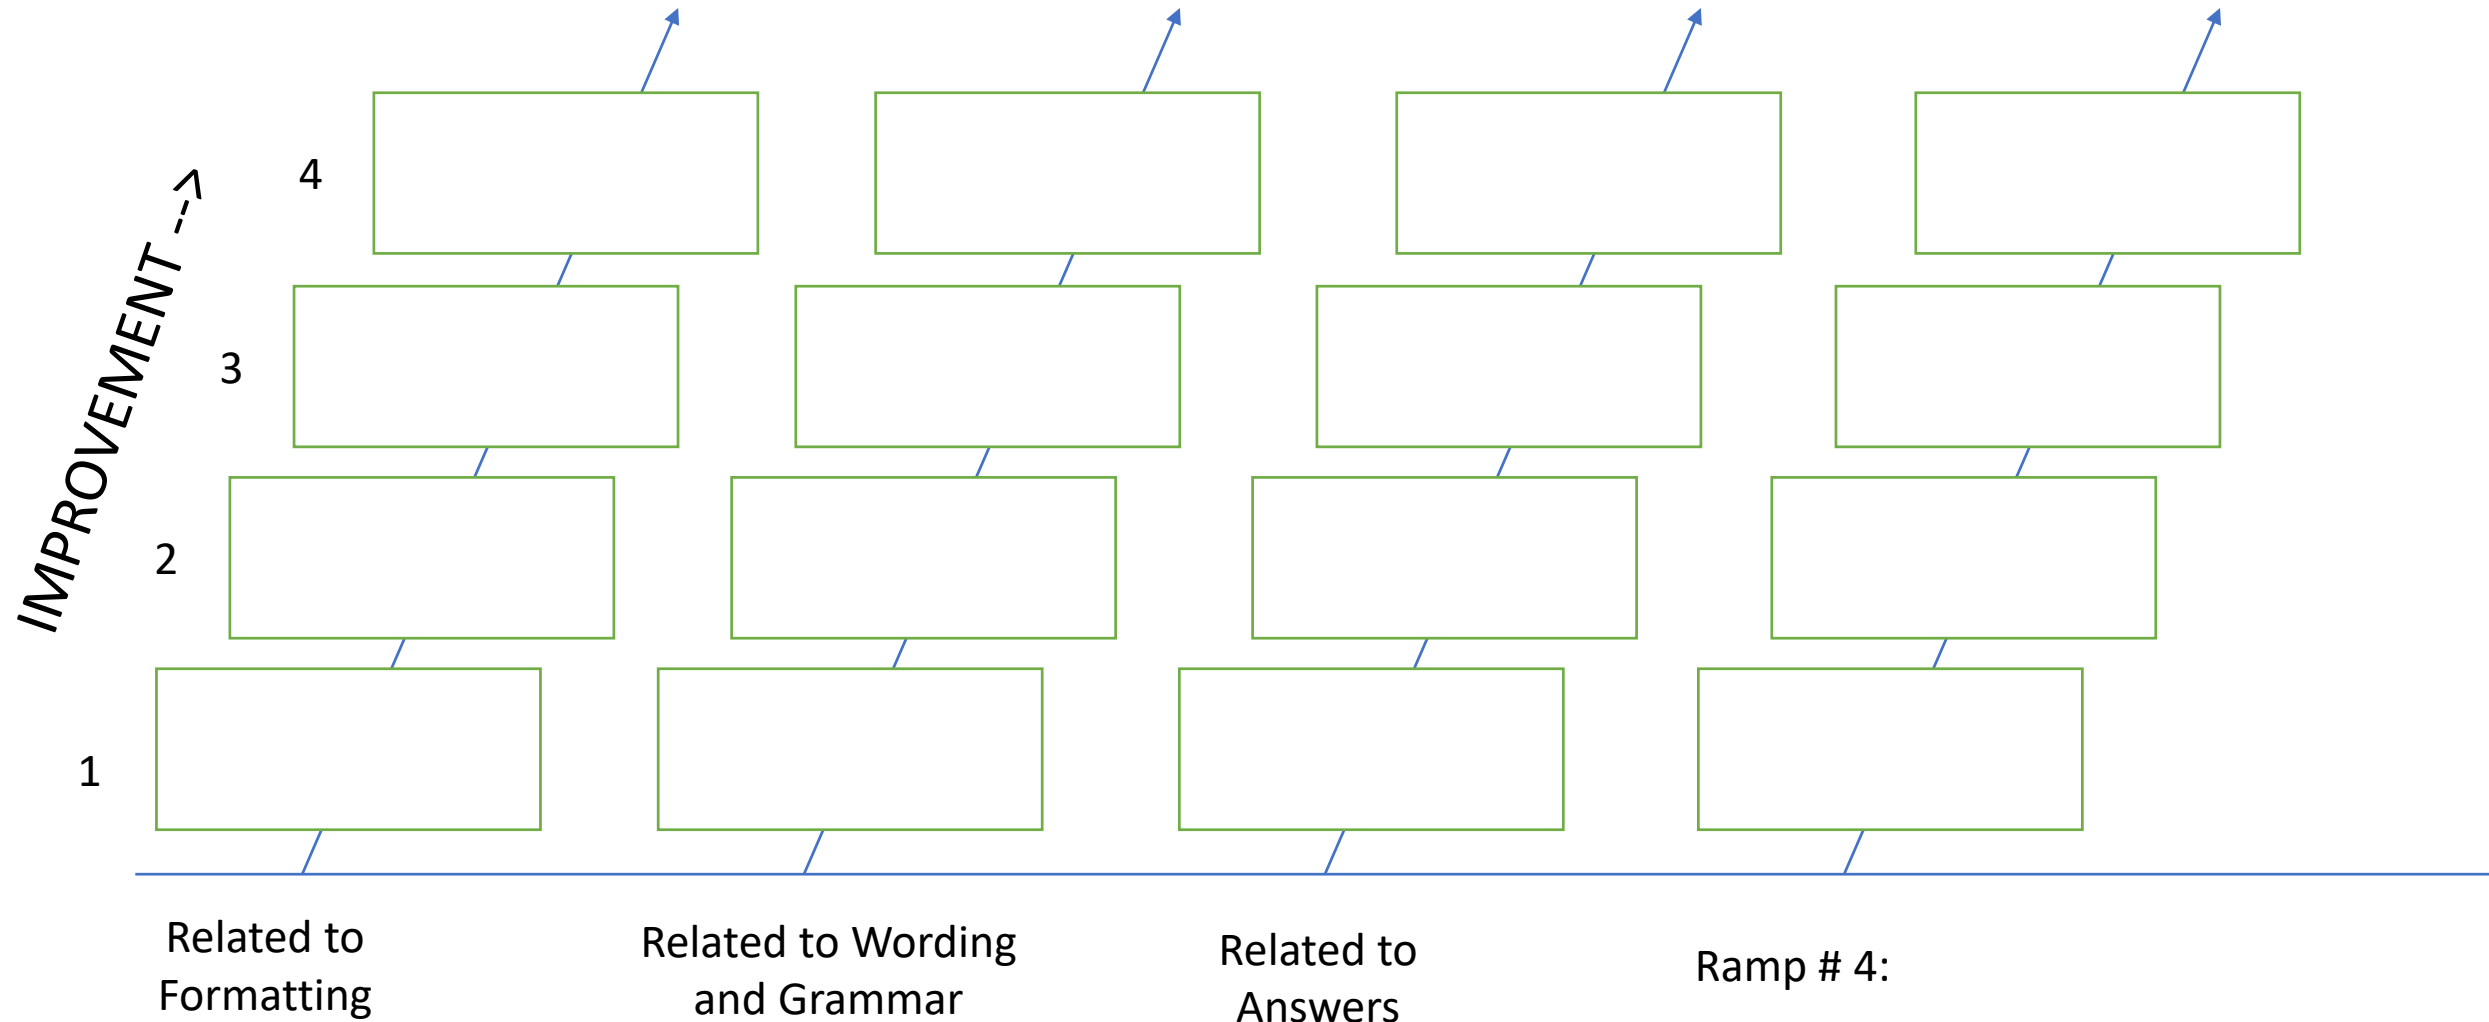 IMPROVEMENT --->
4
3
2
1
Related to
Formatting
Related to Wording
and Grammar
Related to
Answers
Ramp # 4: